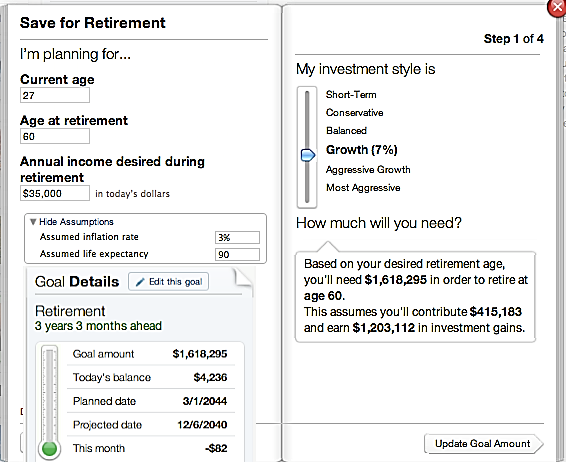 Save for Retirement
I'm planning for...
Current age
27
Age at retirement
60
Annual income desired during
retirement
$35,000 in today's dollars
▼ Hide Assumptions
Assumed inflation rate 3%
Assumed life expectancy 90
Goal Details Edit this goal
Retirement
3 years 3 months ahead
Goal amount $1,618,295
Today's balance $4,236
Planned date 3/1/2044
Projected date 12/6/2040
This month -$82
Step 1 of 4
My investment style is
Short-Term
Conservative
Balanced
Growth (7%)
Aggressive Growth
Most Aggressive
How much will you need?
Based on your desired retirement age,
you'll need $1,618,295 in order to retire at
age 60.
This assumes you'll contribute $415,183
and earn $1,203,112 in investment gains.
Update Goal Amount